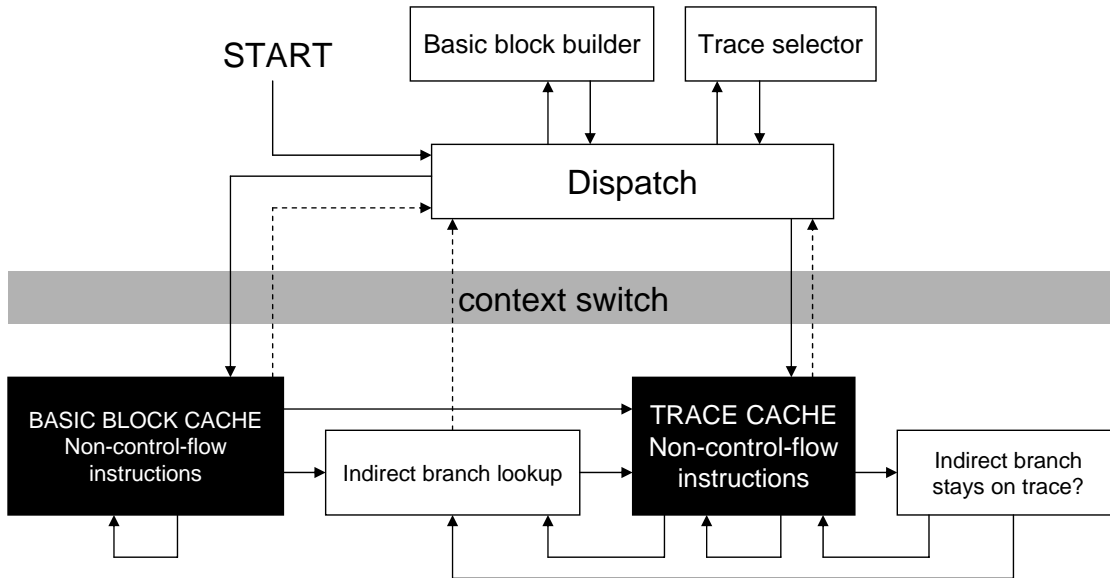 Basic block builder
Trace selector
START
Dispatch
context switch
BASIC BLOCK CACHE
Non-control-flow
instructions
Indirect branch lookup
TRACE CACHE
Non-control-flow
instructions
Indirect branch
stays on trace?